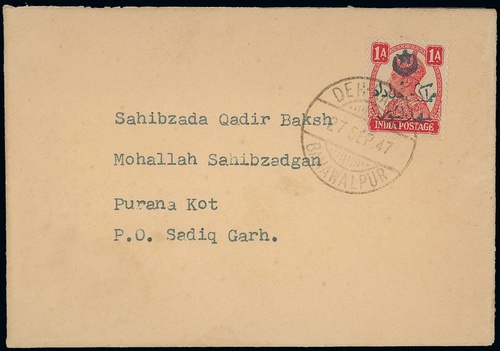 1A 1A
INDIA POSTAGE
27 SEP 47
BAHAWALPUR
Sahibzada Qadir Baksh
Mohallah Sahibzadgan
Purana Kot
P.O. Sadiq Garh.